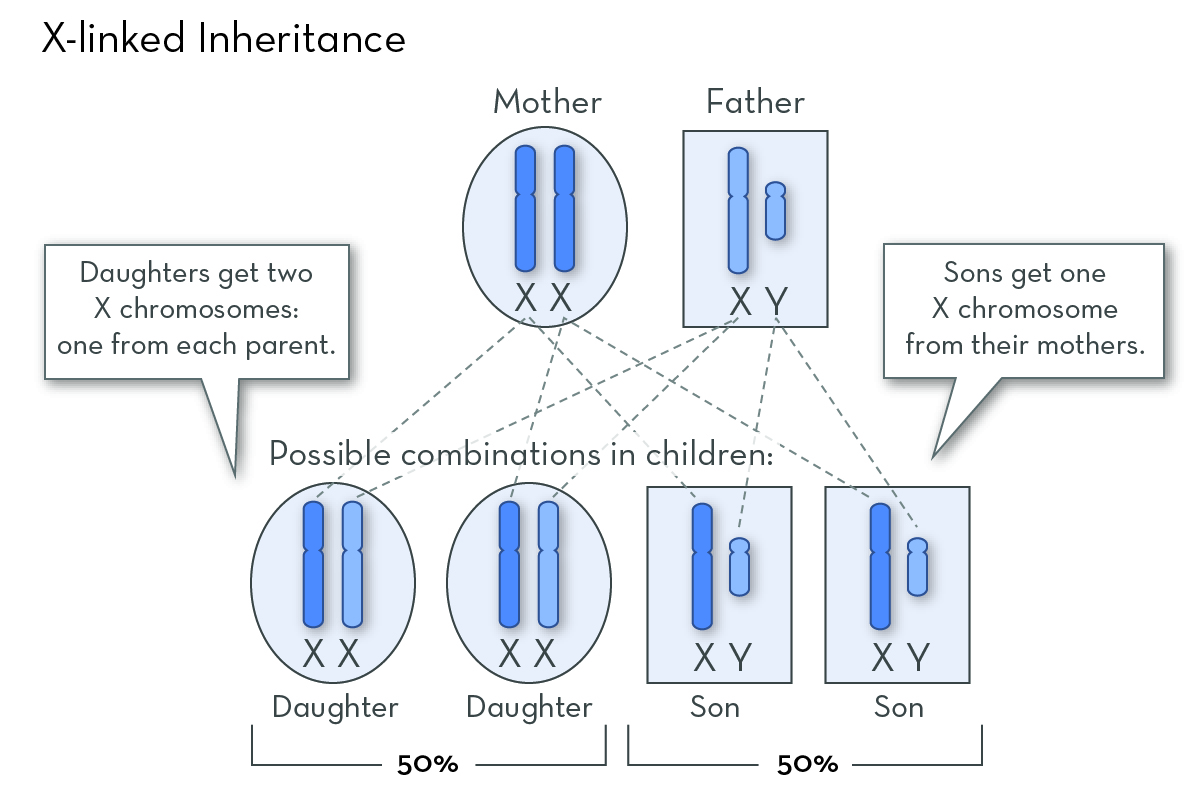 X-linked Inheritance
Mother
Father
Daughters get two
X chromosomes:
one from each parent.
X X
X Y
Sons get one
X chromosome
from their mothers.
Possible combinations in children:
X X
X X
X Y
X Y
Daughter
Daughter
Son
Son
50%
50%